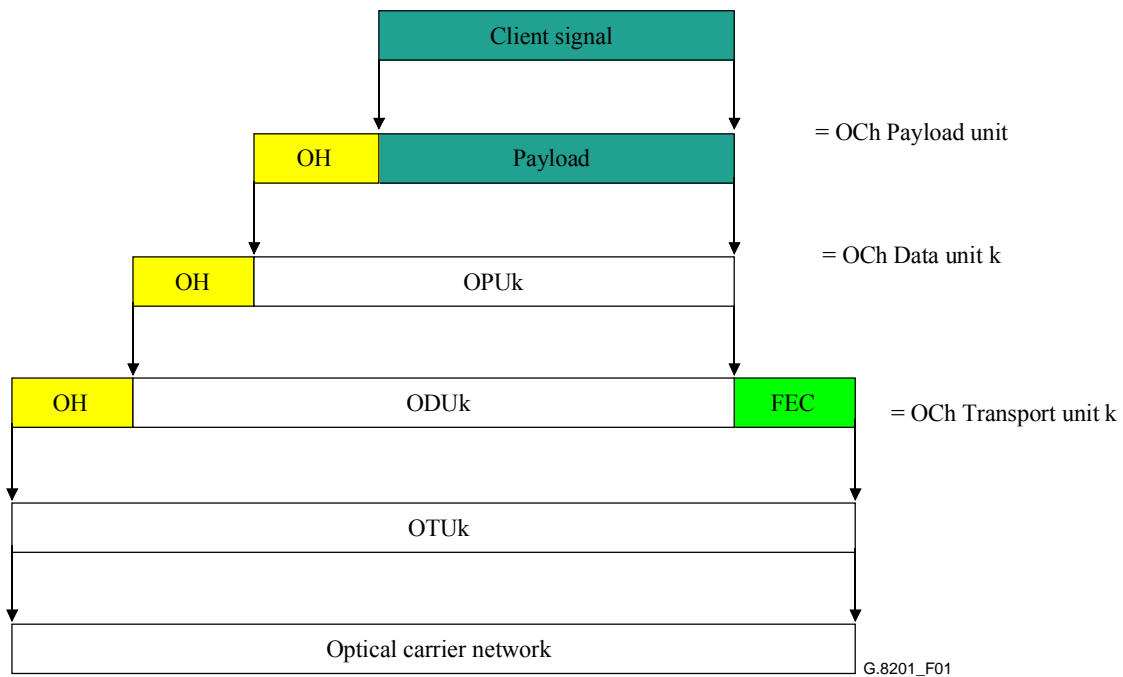 Client signal
= OCh Payload unit
OH Payload
= OCh Data unit k
OH OPUk
OH ODUk FEC
= OCh Transport unit k
OTUk
Optical carrier network
G.8201_F01